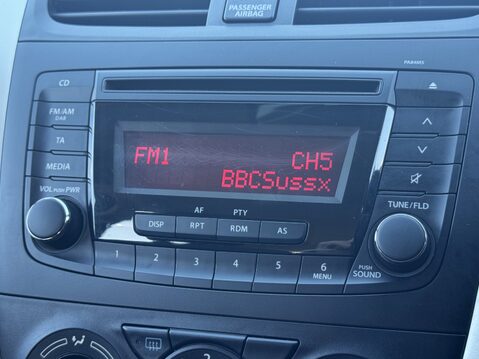 PASSENGER
AIRBAG
PA84MS
CD
FM/AM
DAB
TA
MEDIA
VOL PUSH PWR
FM1 CH5
BBCSussx
AF PTY
DISP RPT RDM AS
1 2 3 4 5 6
MENU
TUNE/FLD
PUSH
SOUND